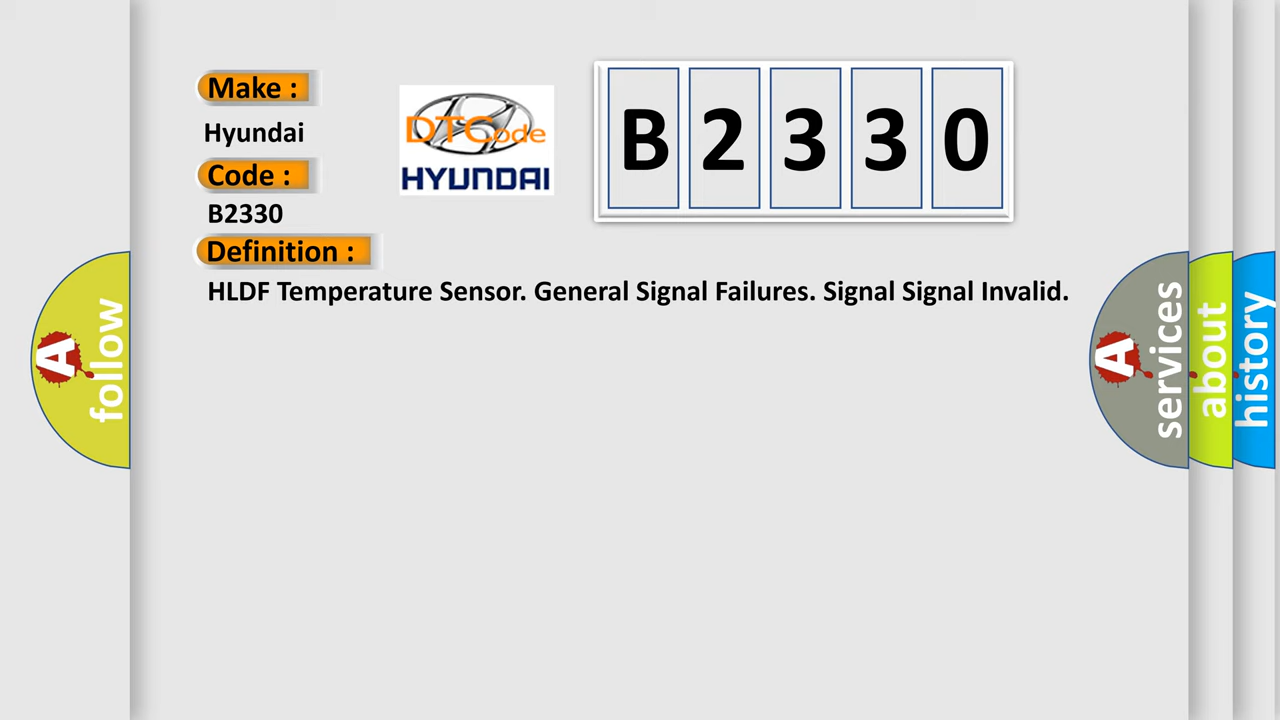 Make :
Hyundai
Code :
B2330
Definition :
HLDF Temperature Sensor. General Signal Failures. Signal Signal Invalid.
DTCode
HYUNDAI
B 2 3 3 0
A follow
A services
about
history